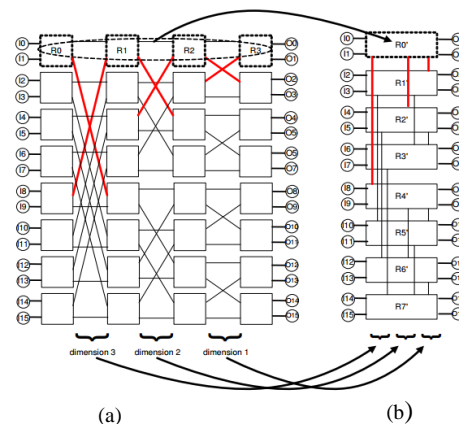 I0 R0 R1 R2 R3 O0 I0 R0'
I1 O1 I1
I2 O2 I2 R1'
I3 O3 I3
I4 O4 I4 R2'
I5 O5 I5
I6 I6 R3'
I7 O7 I7
I8 O8 I8 R4'
I9 O9 I9
I10 O10 I10 R5'
I11 O11 I11
I12 O12 I12 R6'
I13 O13 I13
I14 O14 I14 R7'
I15 O15 I15
dimension 3 dimension 2 dimension 1
(a) (b)